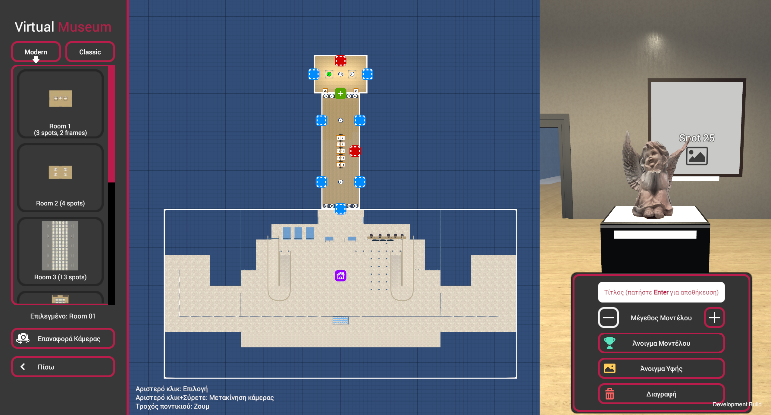 Virtual Museum
Modern
Classic
Room 1
(3 spots, 2 frames)
Room 2 (4 spots)
Room 3 (13 spots)
Επιλεγμένο: Room 01
Επαναφορά Κάμερας
Πίσω
Αριστερό κλικ: Επιλογή
Αριστερό κλικ+Σύρετε: Μετακίνηση κάμερας
Τροχός ποντικιού: Ζουμ
Spot 25
Τίτλος (πατήστε Enter για αποθήκευση)
Μέγεθος Μοντέλου
Άνοιγμα Μοντέλου
Άνοιγμα Υφής
Διαγραφή
Development Build